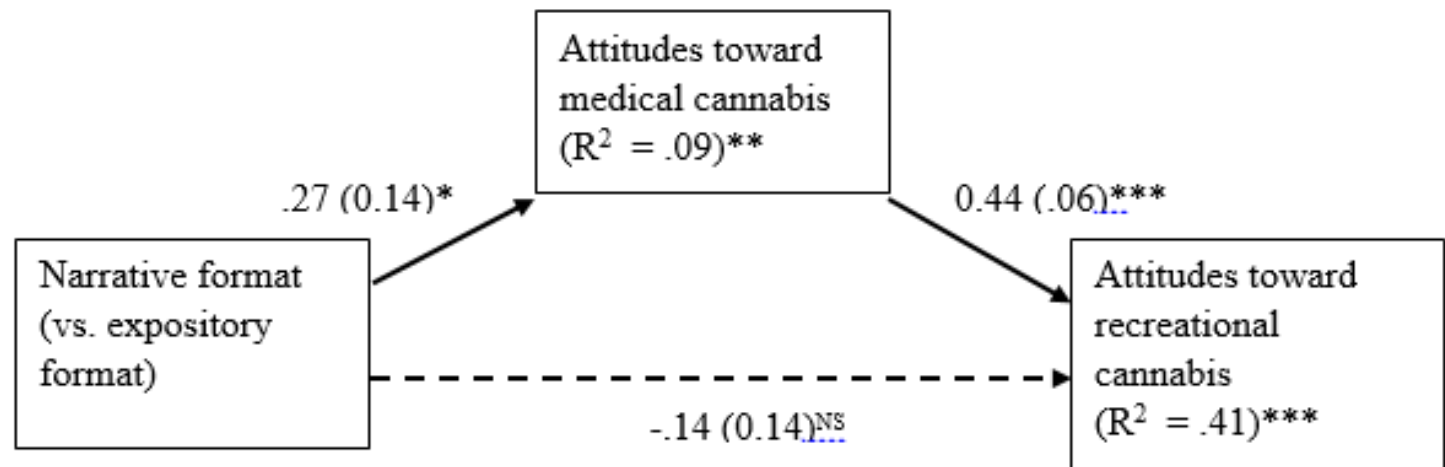 Attitudes toward
medical cannabis
(R² = .09)**
.27 (0.14)*
0.44 (.06)***
Narrative format
(vs. expository
format)
Attitudes toward
recreational
cannabis
(R² = .41)***
-.14 (0.14)ᴺˢ